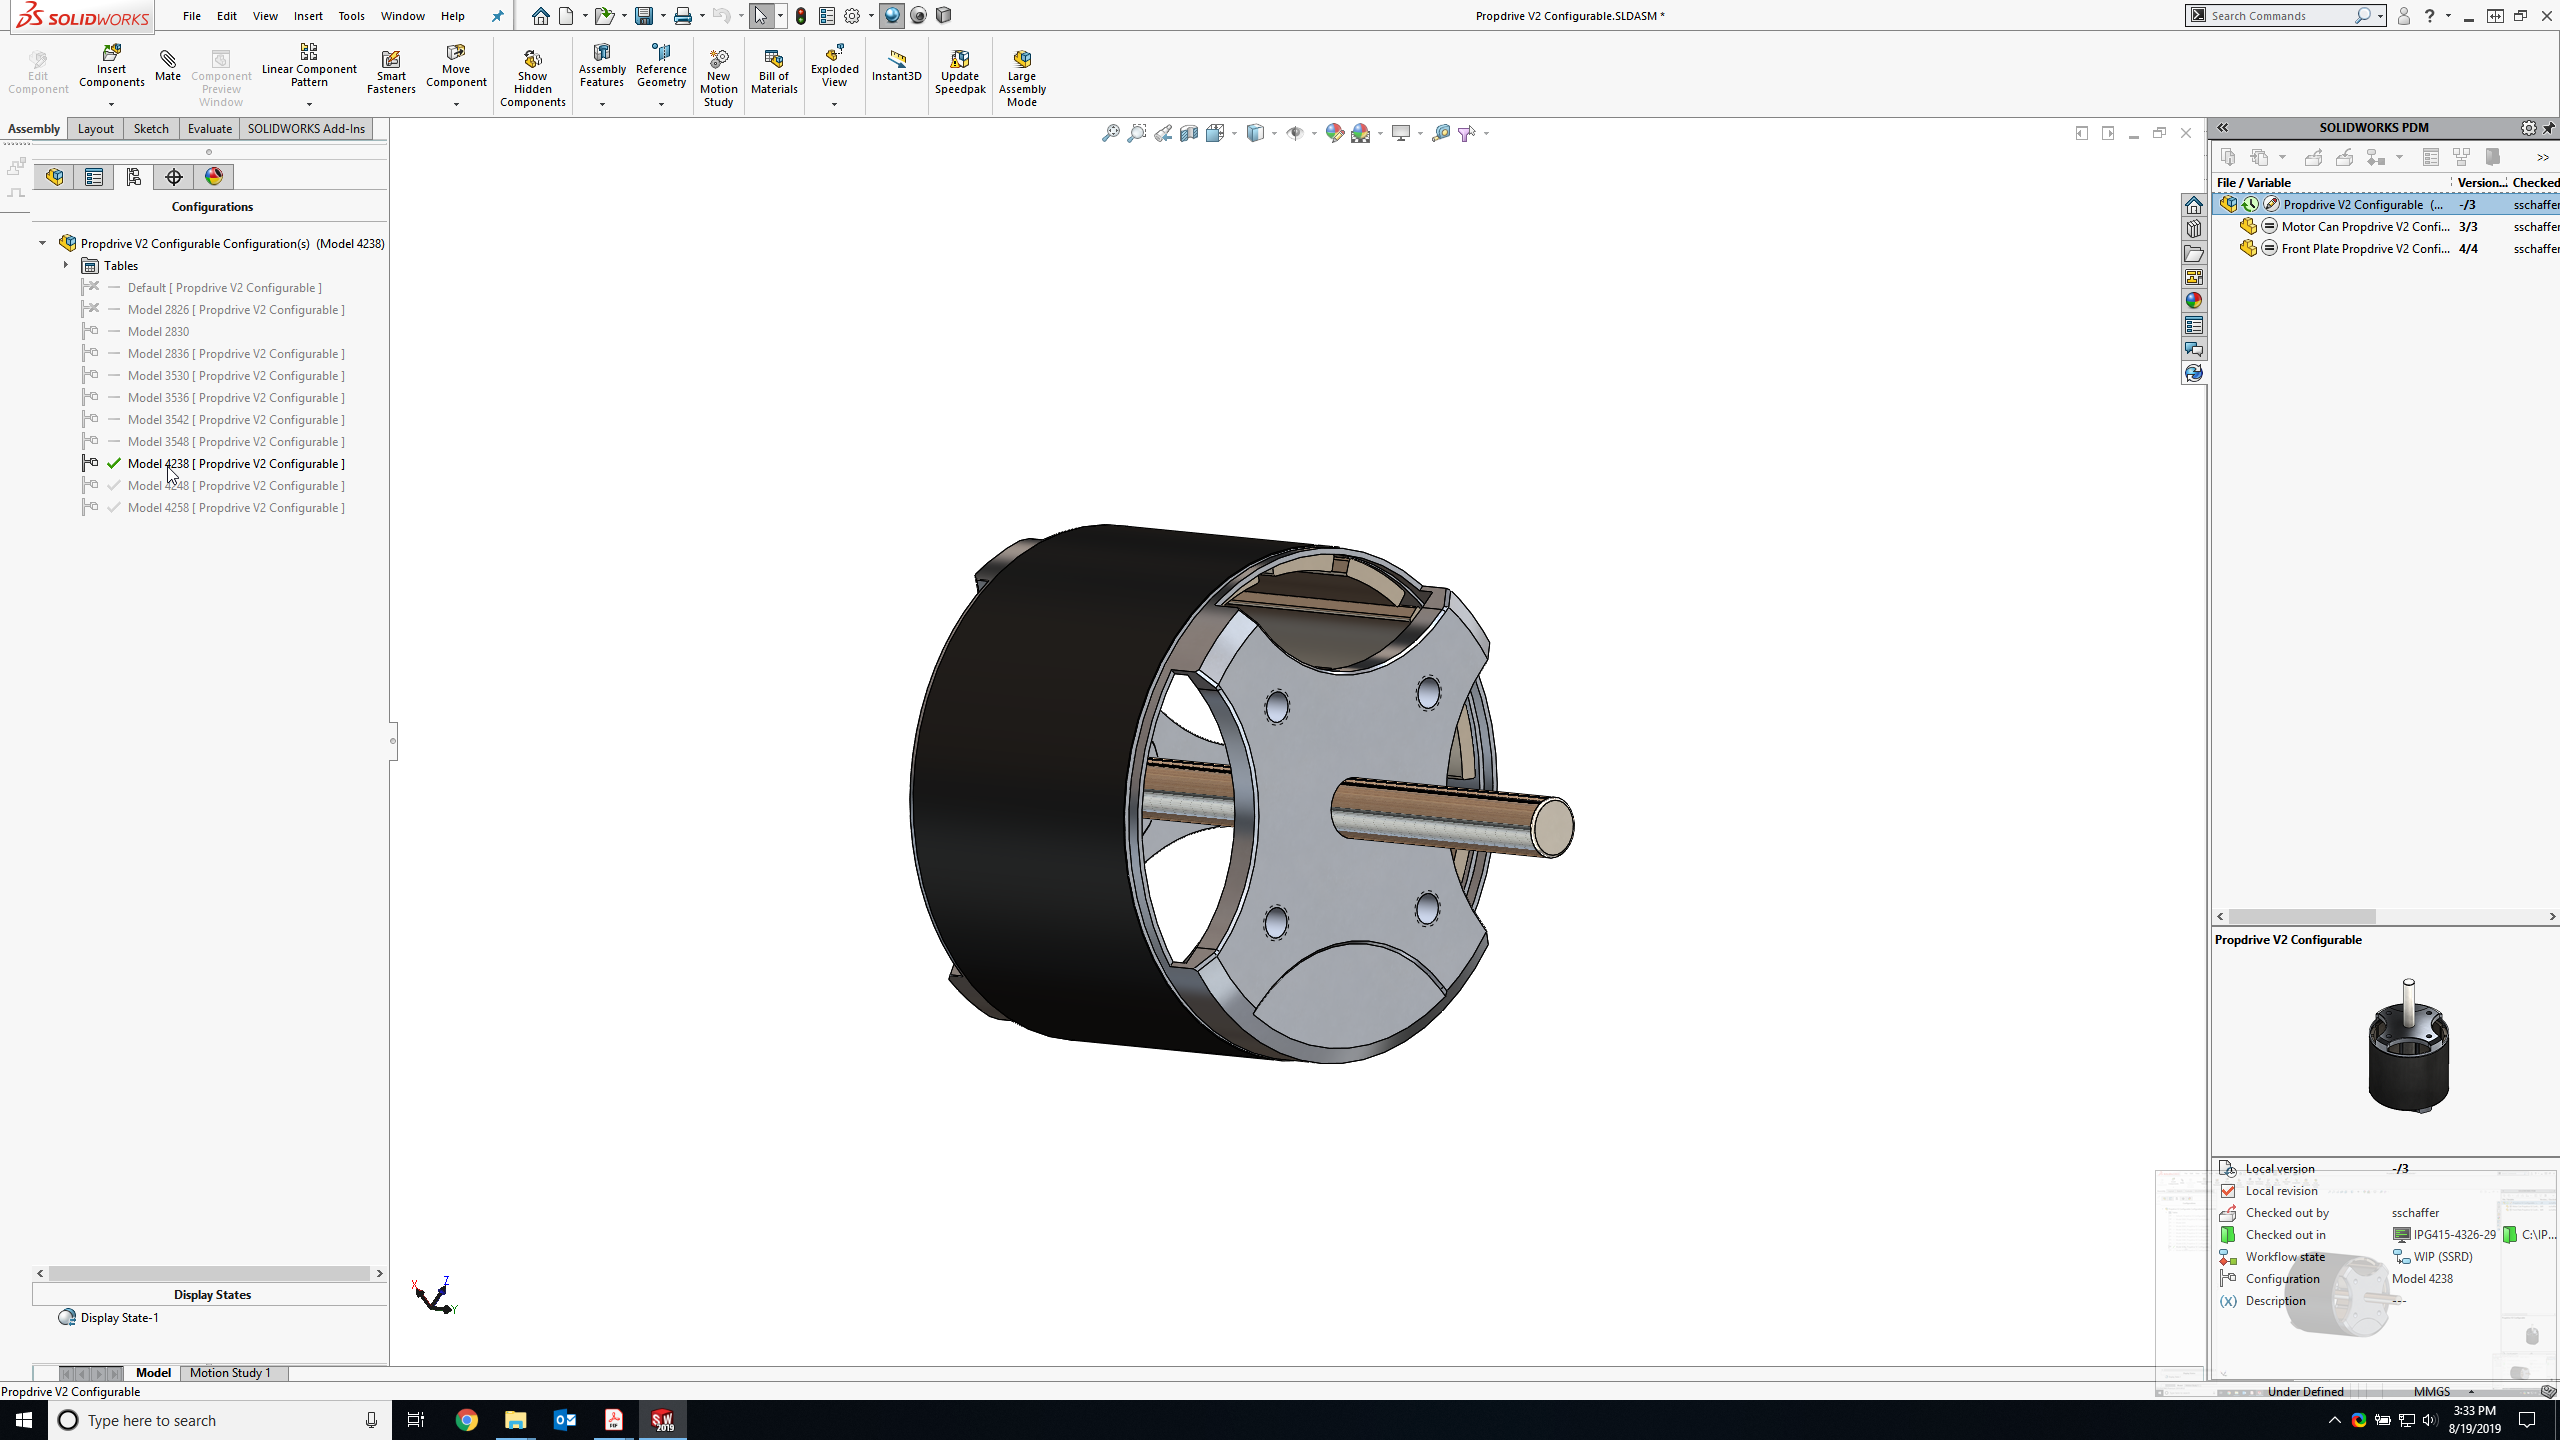 SOLIDWORKS
File Edit View Insert Tools Window Help
Propdrive V2 Configurable.SLDASM *
Search Commands
Edit Component
Insert Components
Mate
Component Preview Window
Linear Component Pattern
Smart Fasteners
Move Component
Show Hidden Components
Assembly Features
Reference Geometry
New Motion Study
Bill of Materials
Exploded View
Instant3D
Update Speedpak
Large Assembly Mode
Assembly Layout Sketch Evaluate SOLIDWORKS Add-Ins
Configurations
Propdrive V2 Configurable Configuration(s) (Model 4238)
Tables
Default [ Propdrive V2 Configurable ]
Model 2826 [ Propdrive V2 Configurable ]
Model 2830
Model 2836 [ Propdrive V2 Configurable ]
Model 3530 [ Propdrive V2 Configurable ]
Model 3536 [ Propdrive V2 Configurable ]
Model 3542 [ Propdrive V2 Configurable ]
Model 3548 [ Propdrive V2 Configurable ]
Model 4238 [ Propdrive V2 Configurable ]
Model 4248 [ Propdrive V2 Configurable ]
Model 4258 [ Propdrive V2 Configurable ]
Display States
Display State-1
X Z Y
Model Motion Study 1
Propdrive V2 Configurable
SOLIDWORKS PDM
>>
File / Variable Version... Checked
Propdrive V2 Configurable (... -/3 sschaffer
Motor Can Propdrive V2 Confi... 3/3 sschaffer
Front Plate Propdrive V2 Confi... 4/4 sschaffer
Propdrive V2 Configurable
Local version -/3
Local revision
Checked out by sschaffer
Checked out in IPG415-4326-29 C:\IP...
Workflow state WIP (SSRD)
Configuration Model 4238
Description ---
Under Defined MMGS
Type here to search
SW 2019
3:33 PM
8/19/2019